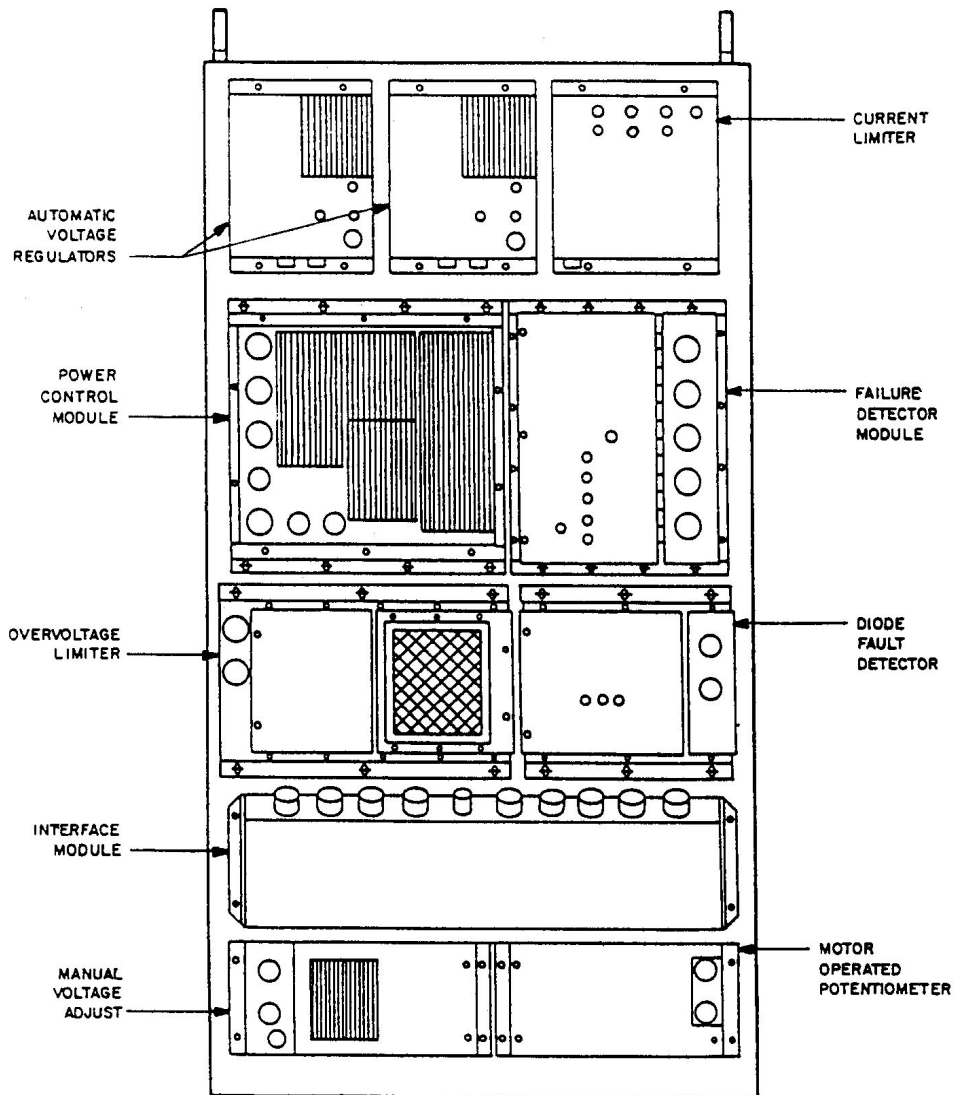 CURRENT
LIMITER
AUTOMATIC
VOLTAGE
REGULATORS
POWER
CONTROL
MODULE
FAILURE
DETECTOR
MODULE
OVERVOLTAGE
LIMITER
DIODE
FAULT
DETECTOR
INTERFACE
MODULE
MOTOR
OPERATED
POTENTIOMETER
MANUAL
VOLTAGE
ADJUST